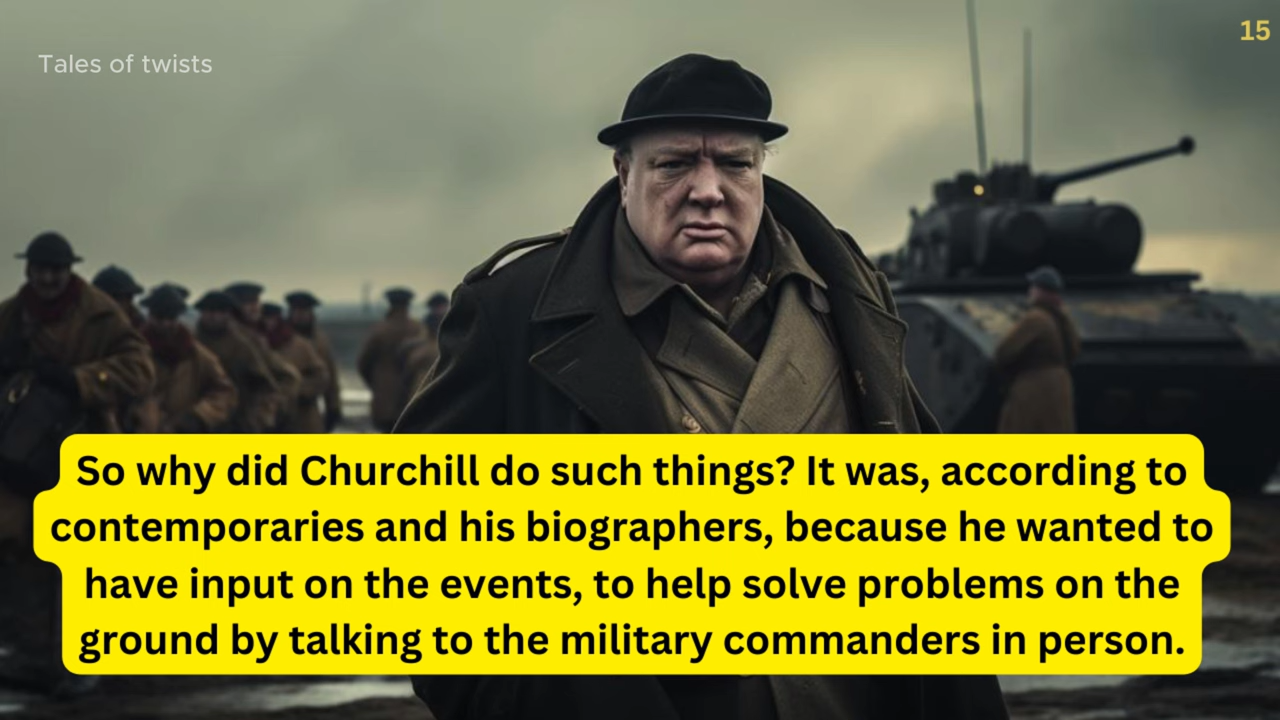 15
Tales of twists
So why did Churchill do such things? It was, according to
contemporaries and his biographers, because he wanted to
have input on the events, to help solve problems on the
ground by talking to the military commanders in person.